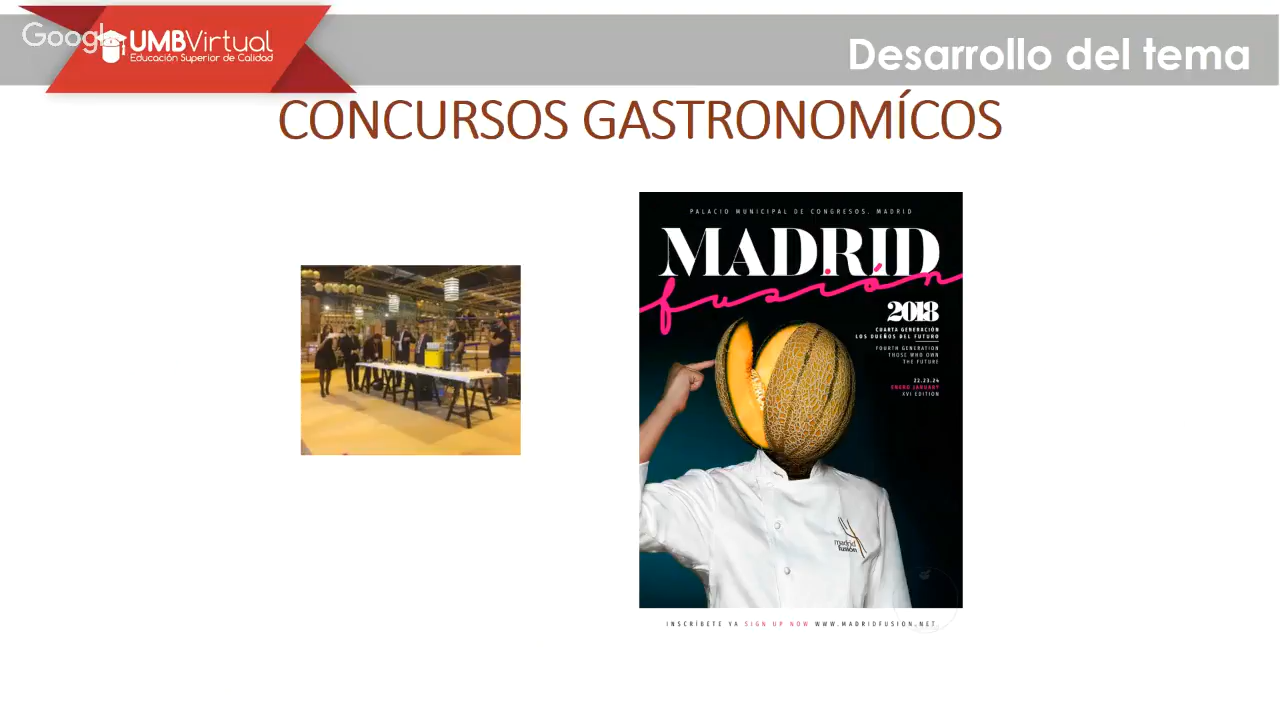 Google
UMBVirtual
Educación Superior de Calidad
Desarrollo del tema
CONCURSOS GASTRONOMÍCOS
PALACIO MUNICIPAL DE CONGRESOS. MADRID
MADRID
fusión
2018
CUARTA GENERACIÓN
LOS DUEÑOS DEL FUTURO
FOURTH GENERATION
THOSE WHO OWN
THE FUTURE
22.23.24
ENERO JANUARY
XVI EDITION
madrid
fusión
INSCRÍBETE YA SIGN UP NOW WWW.MADRIDFUSIÓN.NET